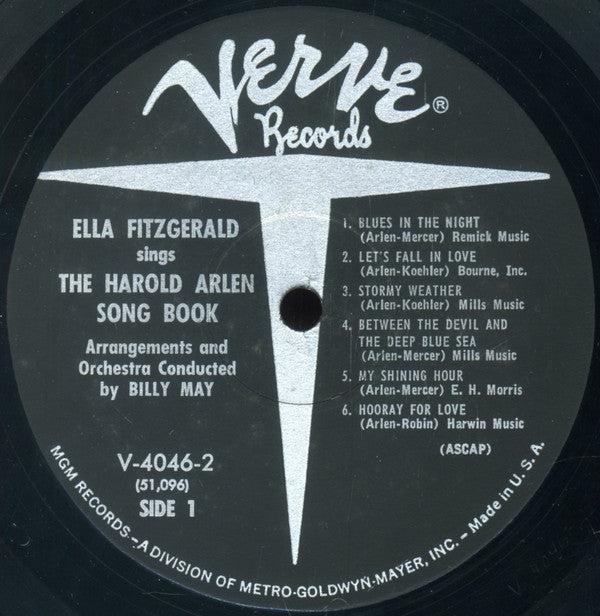 Verve®
Records
ELLA FITZGERALD
sings
THE HAROLD ARLEN
SONG BOOK
Arrangements and
Orchestra Conducted
by BILLY MAY
V-4046-2
(51,096)
SIDE 1
1. BLUES IN THE NIGHT
(Arlen-Mercer) Remick Music
2. LET'S FALL IN LOVE
(Arlen-Koehler) Bourne, Inc.
3. STORMY WEATHER
(Arlen-Koehler) Mills Music
4. BETWEEN THE DEVIL AND
THE DEEP BLUE SEA
(Arlen-Mercer) Mills Music
5. MY SHINING HOUR
(Arlen-Mercer) E. H. Morris
6. HOORAY FOR LOVE
(Arlen-Robin) Harwin Music
(ASCAP)
MGM RECORDS – A DIVISION OF METRO-GOLDWYN-MAYER, INC. – Made in U. S. A.